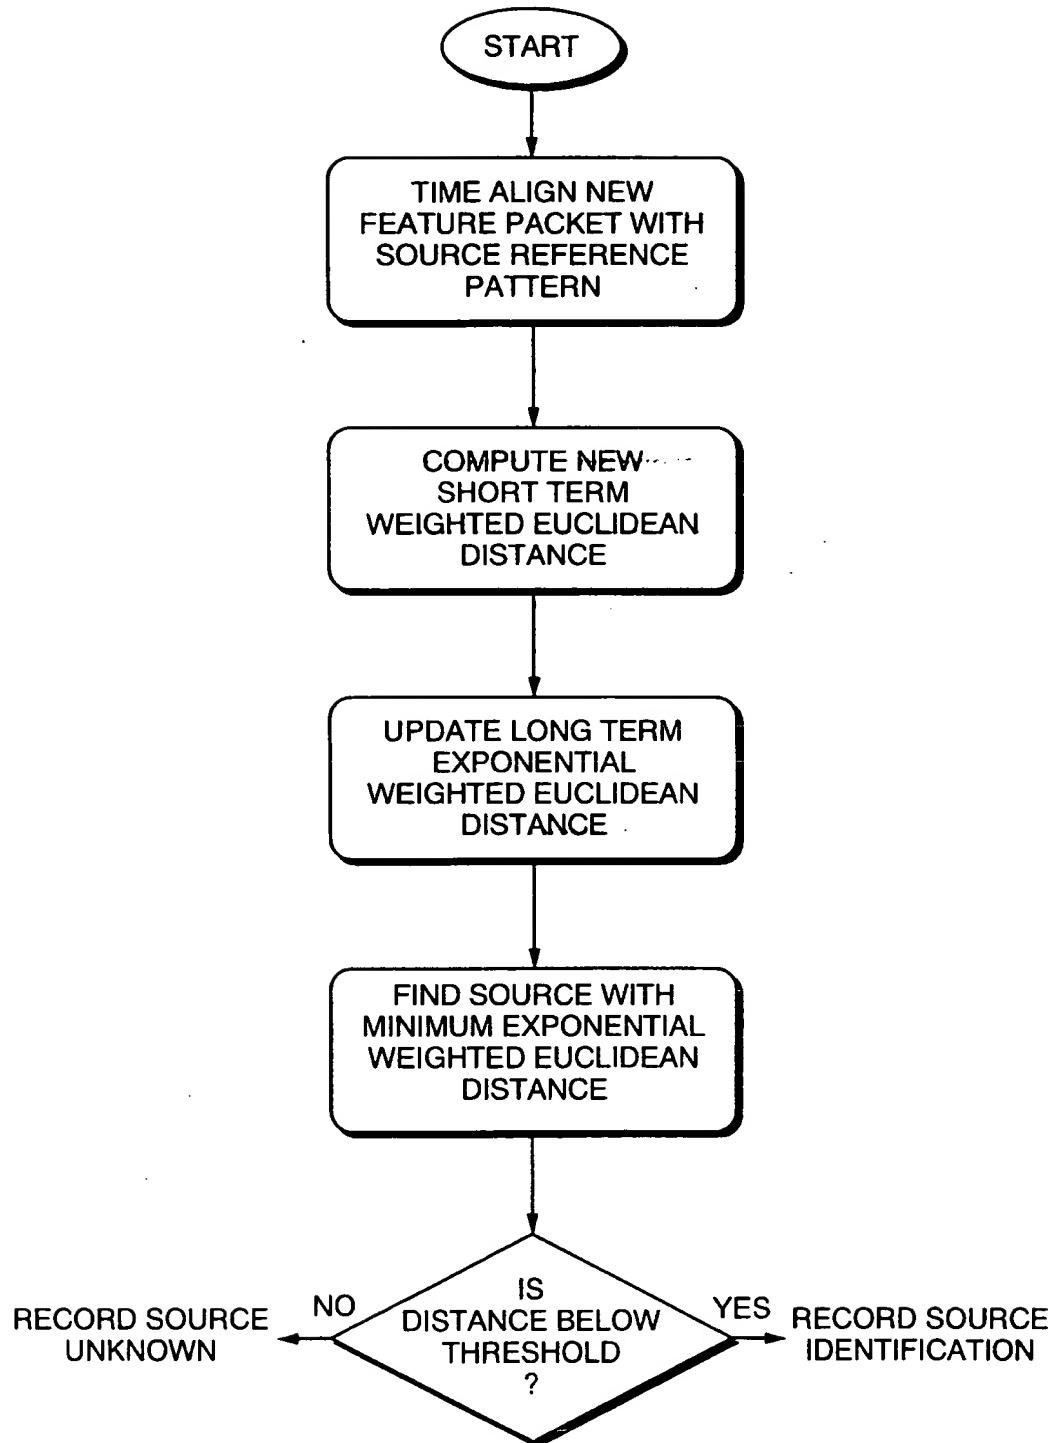 START
TIME ALIGN NEW
FEATURE PACKET WITH
SOURCE REFERENCE
PATTERN
COMPUTE NEW
SHORT TERM
WEIGHTED EUCLIDEAN
DISTANCE
UPDATE LONG TERM
EXPONENTIAL
WEIGHTED EUCLIDEAN
DISTANCE
FIND SOURCE WITH
MINIMUM EXPONENTIAL
WEIGHTED EUCLIDEAN
DISTANCE
IS
DISTANCE BELOW
THRESHOLD
?
NO
RECORD SOURCE
UNKNOWN
YES
RECORD SOURCE
IDENTIFICATION